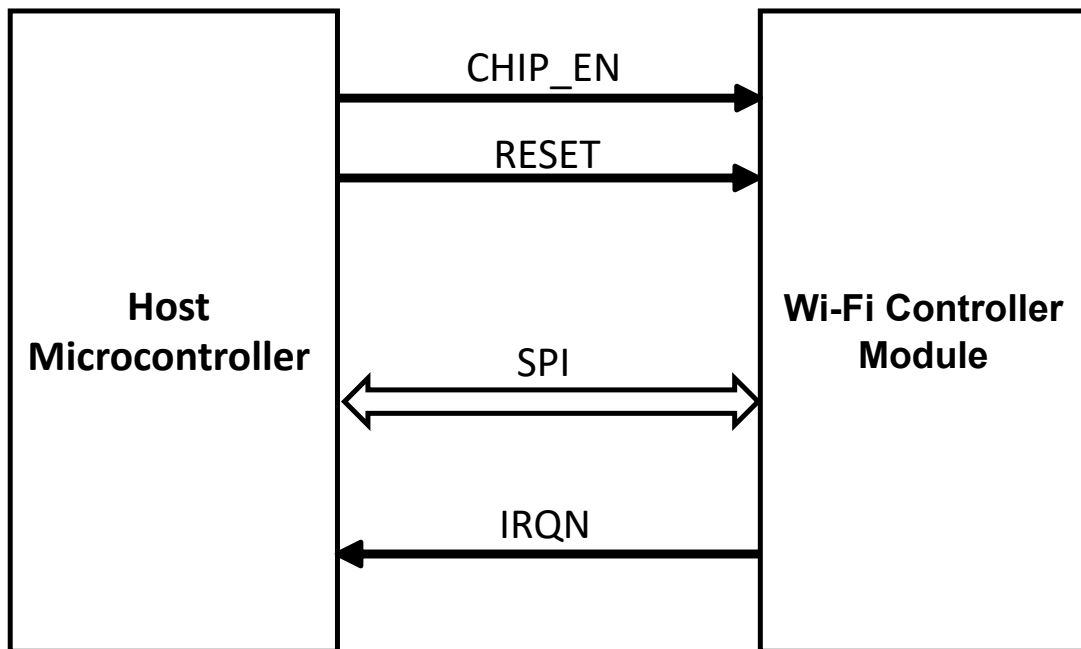 CHIP_EN
RESET
Host
Microcontroller
Wi-Fi Controller
Module
SPI
IRQN